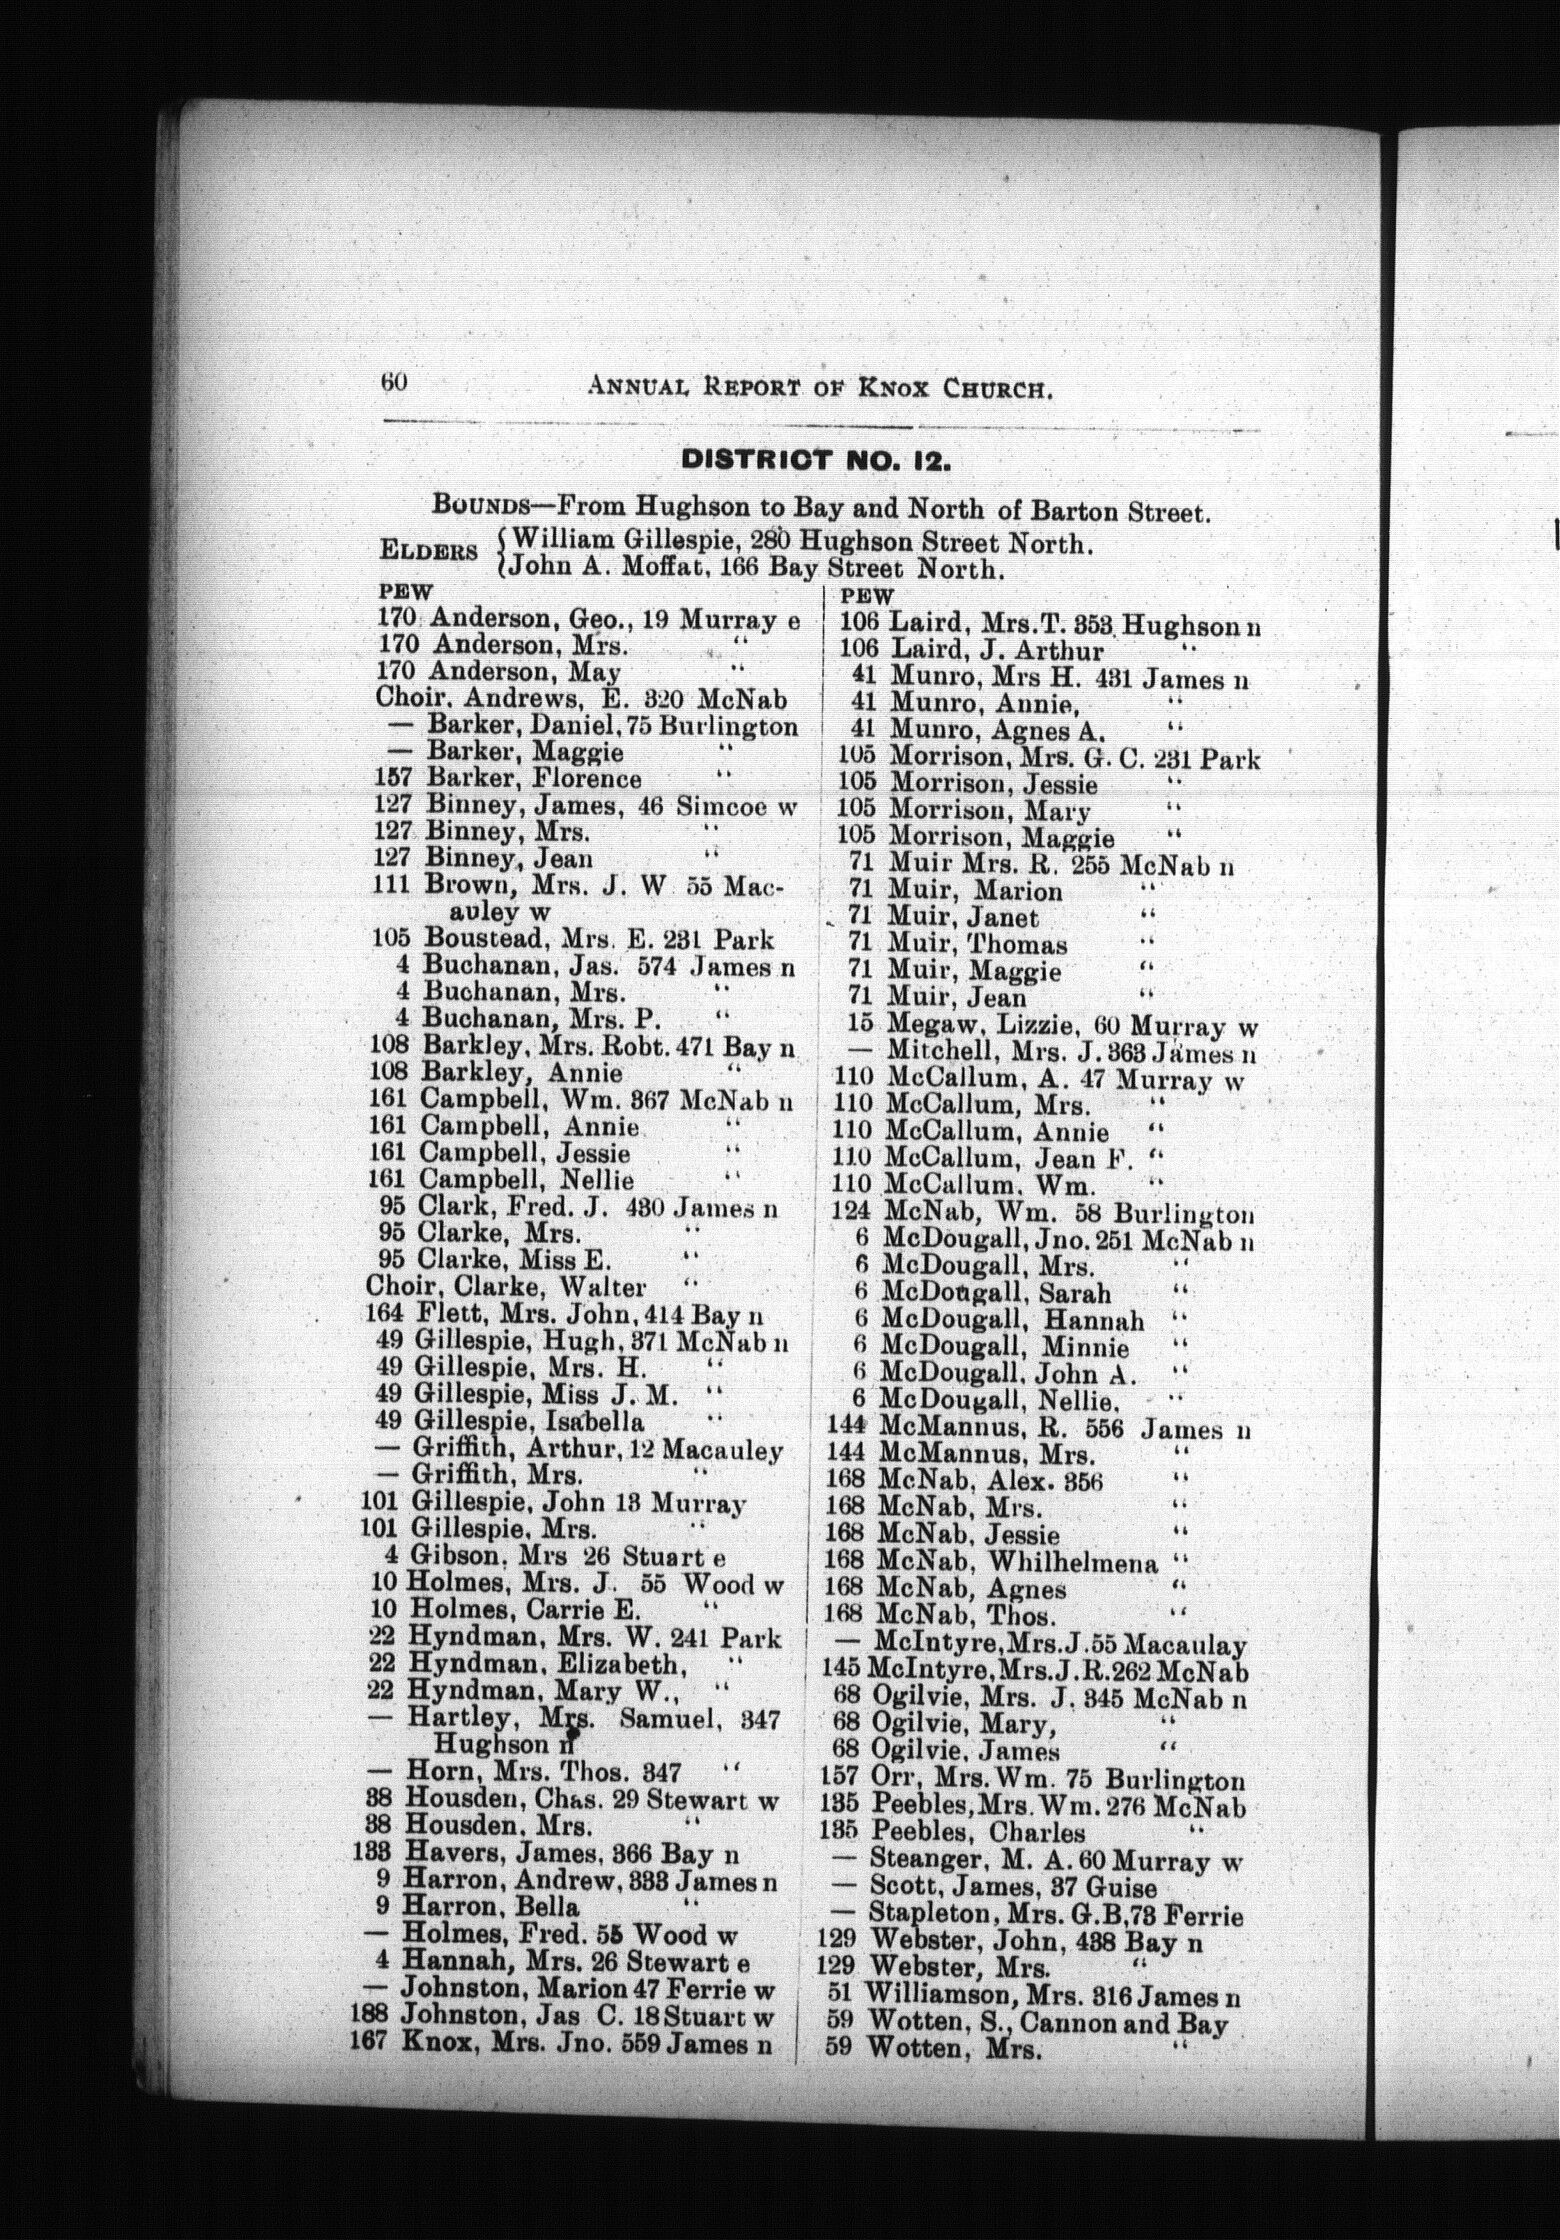 60 ANNUAL REPORT OF KNOX CHURCH.
DISTRICT NO. 12.
BOUNDS—From Hughson to Bay and North of Barton Street.
ELDERS { William Gillespie, 280 Hughson Street North.
John A. Moffat, 166 Bay Street North.
PEW
170 Anderson, Geo., 19 Murray e
170 Anderson, Mrs. "
170 Anderson, May "
Choir. Andrews, E. 320 McNab
— Barker, Daniel, 75 Burlington
— Barker, Maggie "
157 Barker, Florence "
127 Binney, James, 46 Simcoe w
127 Binney, Mrs. "
127 Binney, Jean "
111 Brown, Mrs. J. W 55 Mac-
auley w
105 Boustead, Mrs. E. 231 Park
4 Buchanan, Jas. 574 James n
4 Buchanan, Mrs. "
4 Buchanan, Mrs. P. "
108 Barkley, Mrs. Robt. 471 Bay n
108 Barkley, Annie "
161 Campbell, Wm. 367 McNab n
161 Campbell, Annie "
161 Campbell, Jessie "
161 Campbell, Nellie "
95 Clark, Fred. J. 430 James n
95 Clarke, Mrs. "
95 Clarke, Miss E. "
Choir, Clarke, Walter "
164 Flett, Mrs. John, 414 Bay n
49 Gillespie, Hugh, 371 McNab n
49 Gillespie, Mrs. H. "
49 Gillespie, Miss J. M. "
49 Gillespie, Isabella "
— Griffith, Arthur, 12 Macauley
— Griffith, Mrs. "
101 Gillespie, John 13 Murray
101 Gillespie, Mrs. "
4 Gibson, Mrs 26 Stuart e
10 Holmes, Mrs. J. 55 Wood w
10 Holmes, Carrie E. "
22 Hyndman, Mrs. W. 241 Park
22 Hyndman, Elizabeth, "
22 Hyndman, Mary W., "
— Hartley, Mrs. Samuel, 347
Hughson n
— Horn, Mrs. Thos. 347 "
38 Housden, Chas. 29 Stewart w
38 Housden, Mrs. "
133 Havers, James, 366 Bay n
9 Harron, Andrew, 333 James n
9 Harron, Bella "
— Holmes, Fred. 55 Wood w
4 Hannah, Mrs. 26 Stewart e
— Johnston, Marion 47 Ferrie w
188 Johnston, Jas C. 18 Stuart w
167 Knox, Mrs. Jno. 559 James n
PEW
106 Laird, Mrs. T. 353 Hughson n
106 Laird, J. Arthur "
41 Munro, Mrs H. 431 James n
41 Munro, Annie, "
41 Munro, Agnes A. "
105 Morrison, Mrs. G. C. 231 Park
105 Morrison, Jessie "
105 Morrison, Mary "
105 Morrison, Maggie "
71 Muir Mrs. R. 255 McNab n
71 Muir, Marion "
71 Muir, Janet "
71 Muir, Thomas "
71 Muir, Maggie "
71 Muir, Jean "
15 Megaw, Lizzie, 60 Murray w
— Mitchell, Mrs. J. 363 James n
110 McCallum, A. 47 Murray w
110 McCallum, Mrs. "
110 McCallum, Annie "
110 McCallum, Jean F. "
110 McCallum, Wm. "
124 McNab, Wm. 58 Burlington
6 McDougall, Jno. 251 McNab n
6 McDougall, Mrs. "
6 McDougall, Sarah "
6 McDougall, Hannah "
6 McDougall, Minnie "
6 McDougall, John A. "
6 McDougall, Nellie, "
144 McMannus, R. 556 James n
144 McMannus, Mrs. "
168 McNab, Alex. 356 "
168 McNab, Mrs. "
168 McNab, Jessie "
168 McNab, Whilhelmena "
168 McNab, Agnes "
168 McNab, Thos. "
— McIntyre, Mrs. J. 55 Macaulay
145 McIntyre, Mrs. J. R. 262 McNab
68 Ogilvie, Mrs. J. 345 McNab n
68 Ogilvie, Mary, "
68 Ogilvie, James "
157 Orr, Mrs. Wm. 75 Burlington
135 Peebles, Mrs. Wm. 276 McNab
135 Peebles, Charles "
— Steanger, M. A. 60 Murray w
— Scott, James, 37 Guise
— Stapleton, Mrs. G. B, 73 Ferrie
129 Webster, John, 438 Bay n
129 Webster, Mrs. "
51 Williamson, Mrs. 316 James n
59 Wotten, S., Cannon and Bay
59 Wotten, Mrs. "